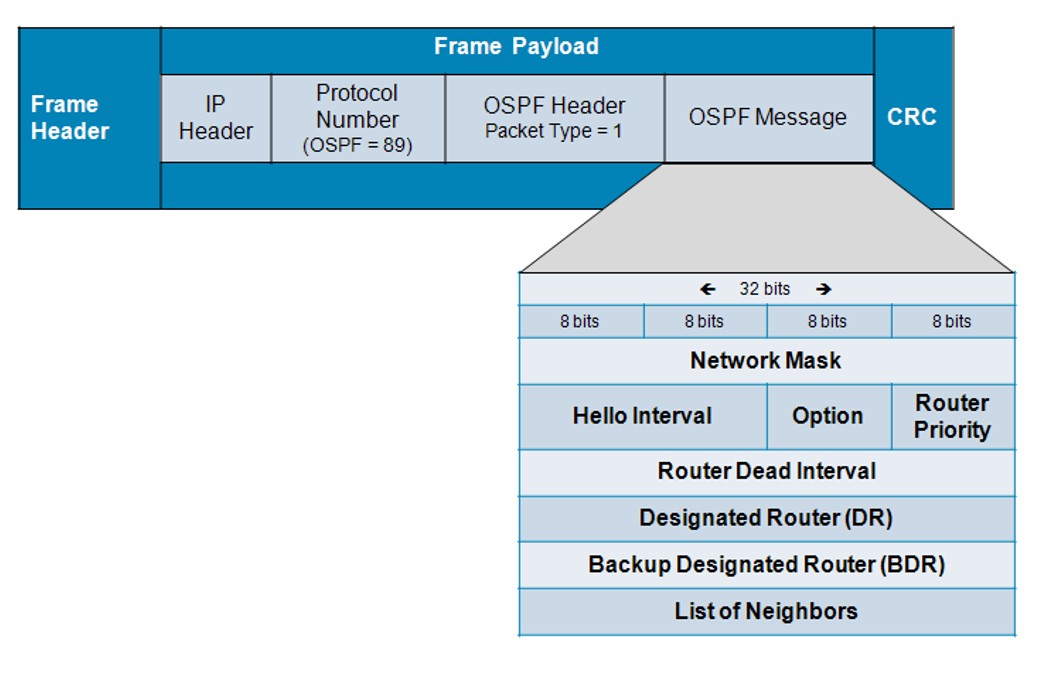 Frame Payload
Frame
Header
IP
Header
Protocol
Number
(OSPF = 89)
OSPF Header
Packet Type = 1
OSPF Message
CRC
← 32 bits →
8 bits
8 bits
8 bits
8 bits
Network Mask
Hello Interval
Option
Router
Priority
Router Dead Interval
Designated Router (DR)
Backup Designated Router (BDR)
List of Neighbors